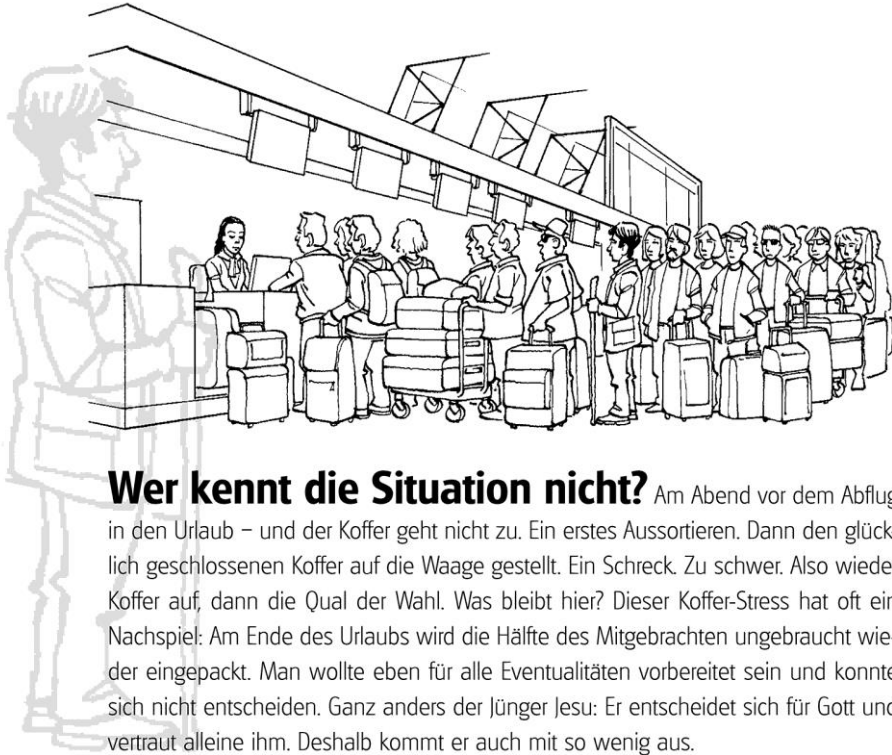 Wer kennt die Situation nicht? Am Abend vor dem Abflug
in den Urlaub – und der Koffer geht nicht zu. Ein erstes Aussortieren. Dann den glück
lich geschlossenen Koffer auf die Waage gestellt. Ein Schreck. Zu schwer. Also wiede
Koffer auf, dann die Qual der Wahl. Was bleibt hier? Dieser Koffer-Stress hat oft ein
Nachspiel: Am Ende des Urlaubs wird die Hälfte des Mitgebrachten ungebraucht wie
der eingepackt. Man wollte eben für alle Eventualitäten vorbereitet sein und konnte
sich nicht entscheiden. Ganz anders der Jünger Jesu: Er entscheidet sich für Gott und
vertraut alleine ihm. Deshalb kommt er auch mit so wenig aus.